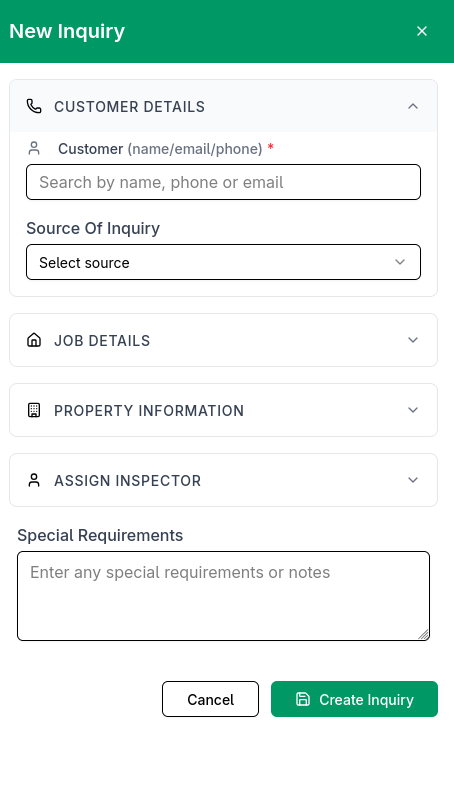 New Inquiry
CUSTOMER DETAILS
Customer (name/email/phone) *
Search by name, phone or email
Source Of Inquiry
Select source
JOB DETAILS
PROPERTY INFORMATION
ASSIGN INSPECTOR
Special Requirements
Enter any special requirements or notes
Cancel
Create Inquiry